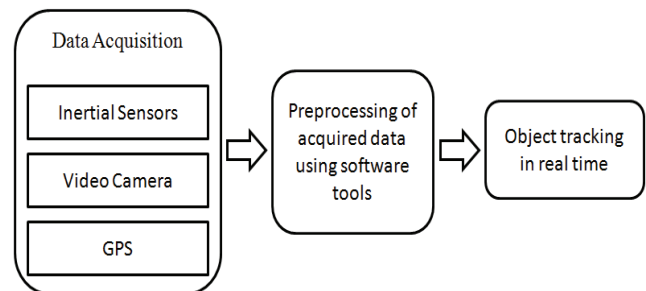 Data Acquisition
Inertial Sensors
Video Camera
GPS
Preprocessing of
acquired data
using software
tools
Object tracking
in real time